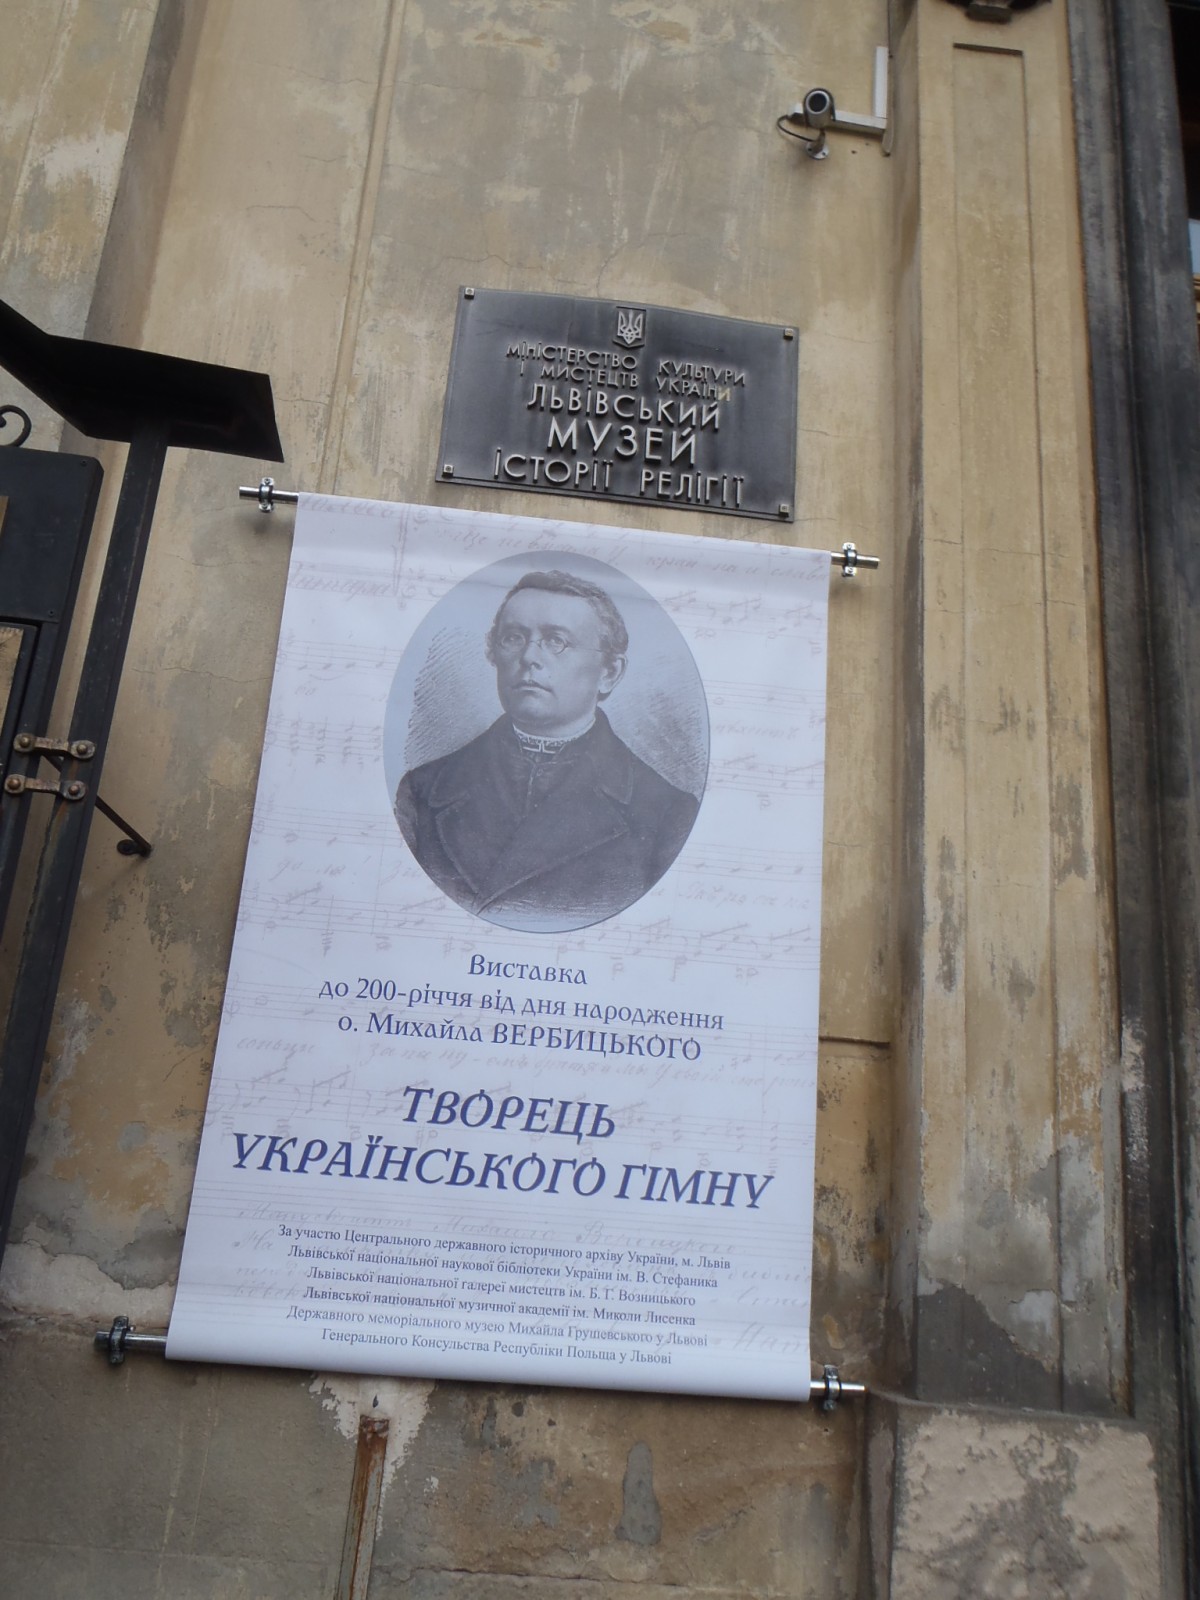 МІНІСТЕРСТВО КУЛЬТУРИ
І МИСТЕЦТВ УКРАЇНИ
ЛЬВІВСЬКИЙ
МУЗЕЙ
ІСТОРІЇ РЕЛІГІЇ
Виставка
до 200-річчя від дня народження
о. Михайла ВЕРБИЦЬКОГО
ТВОРЕЦЬ
УКРАЇНСЬКОГО ГІМНУ
За участю Центрального державного історичного архіву України, м. Львів
Львівської національної наукової бібліотеки України ім. В. Стефаника
Львівської національної галереї мистецтв ім. Б. Г. Возницького
Львівської національної музичної академії ім. Миколи Лисенка
Державного меморіального музею Михайла Грушевського у Львові
Генерального Консульства Республіки Польща у Львові